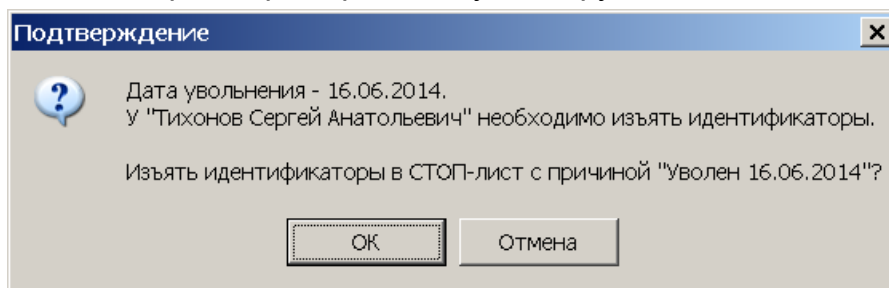 Подтверждение
Дата увольнения - 16.06.2014.
У "Тихонов Сергей Анатольевич" необходимо изъять идентификаторы.
Изъять идентификаторы в СТОП-лист с причиной "Уволен 16.06.2014"?
ОК
Отмена